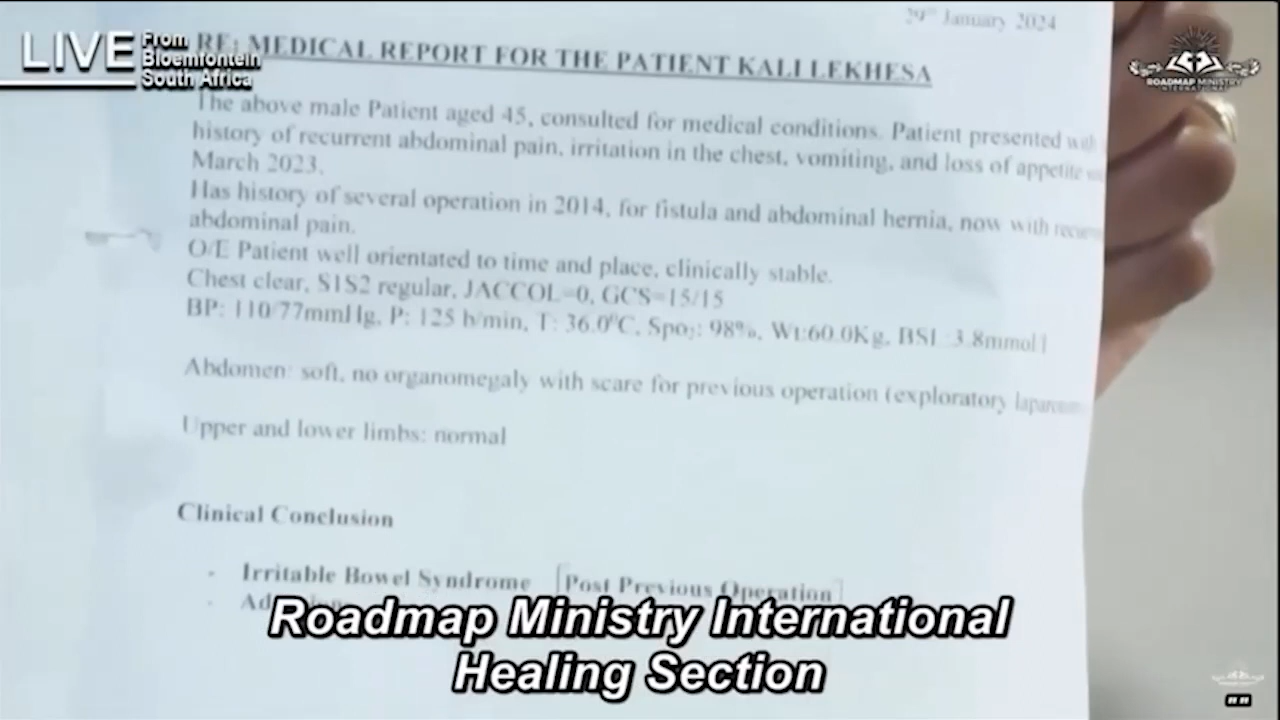 29th January 2024
LIVE
From
Bloemfontein
South Africa
RE: MEDICAL REPORT FOR THE PATIENT KALI LEKHESA
ROADMAP MINISTRY
INTERNATIONAL
The above male Patient aged 45, consulted for medical conditions. Patient presented
history of recurrent abdominal pain, irritation in the chest, vomiting, and loss of appetite
March 2023.
Has history of several operation in 2014, for fistula and abdominal hernia, now with
abdominal pain.
O/E Patient well orientated to time and place, clinically stable.
Chest clear, S1S2 regular, JACCOL=0, GCS=15/15
BP: 110/77mmHg, P: 125 b/min, T: 36.0°C, Spo2: 98%, Wt:60.0Kg, BSL:3.8mmol
Abdomen: soft, no organomegaly with scare for previous operation (exploratory
Upper and lower limbs: normal
Clinical Conclusion
- Irritable Bowel Syndrome [Post Previous Operation]
-
Roadmap Ministry International
Healing Section